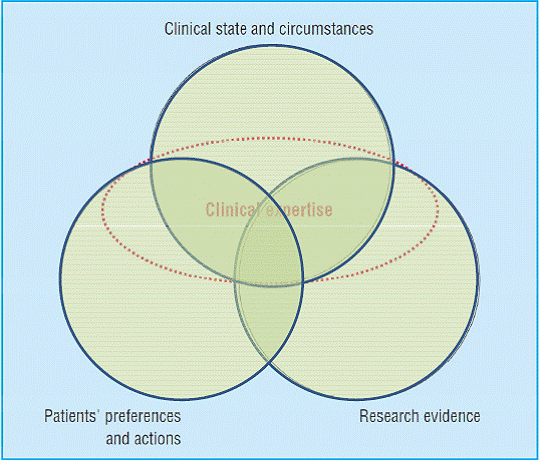 Clinical state and circumstances
Clinical expertise
Patients' preferences
and actions
Research evidence